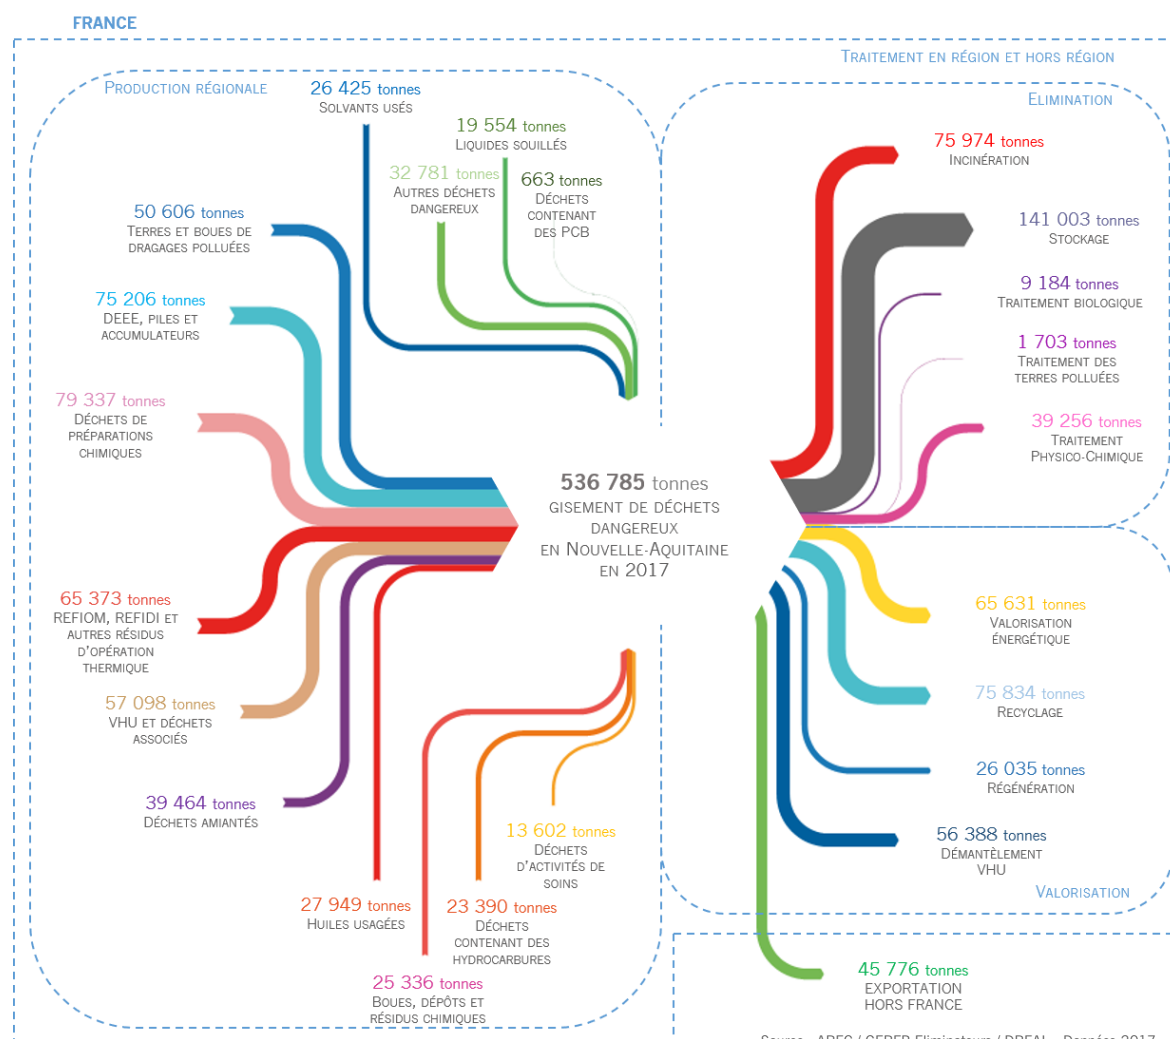 FRANCE
TRAITEMENT EN RÉGION ET HORS RÉGION
PRODUCTION RÉGIONALE
26 425 tonnes
SOLVANTS USÉS
19 554 tonnes
LIQUIDES SOUILLÉS
32 781 tonnes
AUTRES DÉCHETS
DANGEREUX
663 tonnes
DÉCHETS
CONTENANT
DES PCB
50 606 tonnes
TERRES ET BOUES DE
DRAGAGES POLLUÉES
75 206 tonnes
DEEE, PILES ET
ACCUMULATEURS
79 337 tonnes
DÉCHETS DE
PRÉPARATIONS
CHIMIQUES
65 373 tonnes
REFIOM, REFIDI ET
AUTRES RÉSIDUS
D'OPÉRATION
THERMIQUE
57 098 tonnes
VHU ET DÉCHETS
ASSOCIÉS
39 464 tonnes
DÉCHETS AMIANTÉS
27 949 tonnes
HUILES USAGÉES
25 336 tonnes
BOUES, DÉPÔTS ET
RÉSIDUS CHIMIQUES
23 390 tonnes
DÉCHETS
CONTENANT DES
HYDROCARBURES
13 602 tonnes
DÉCHETS
D'ACTIVITÉS DE
SOINS
536 785 tonnes
GISEMENT DE DÉCHETS
DANGEREUX
EN NOUVELLE-AQUITAINE
EN 2017
ELIMINATION
75 974 tonnes
INCINÉRATION
141 003 tonnes
STOCKAGE
9 184 tonnes
TRAITEMENT BIOLOGIQUE
1 703 tonnes
TRAITEMENT DES
TERRES POLLUÉES
39 256 tonnes
TRAITEMENT
PHYSICO-CHIMIQUE
65 631 tonnes
VALORISATION
ÉNERGÉTIQUE
75 834 tonnes
RECYCLAGE
26 035 tonnes
RÉGÉNÉRATION
56 388 tonnes
DÉMANTÈLEMENT
VHU
VALORISATION
45 776 tonnes
EXPORTATION
HORS FRANCE